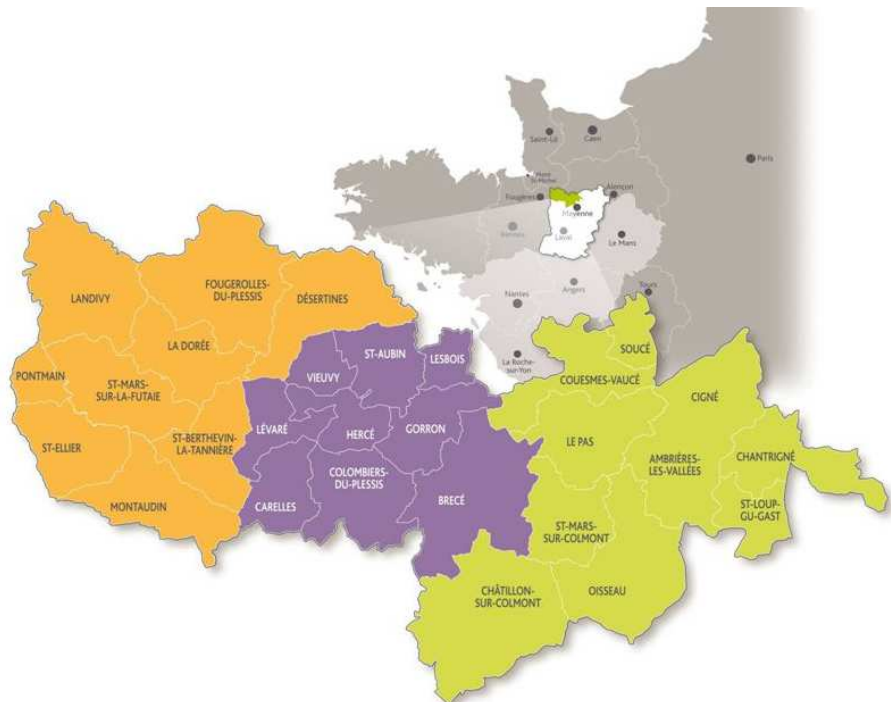 Saint-Lô
Caen
Paris
Mont
St-Michel
Fougères
Alençon
Mayenne
Rennes
Laval
Le Mans
Nantes
Angers
Tours
La Roche-
sur-Yon
LANDIVY
FOUGEROLLES-
DU-PLESSIS
DÉSERTINES
LA DORÉE
PONTMAIN
ST-MARS-
SUR-LA-FUTAIE
ST-ELLIER
ST-BERTHEVIN-
LA-TANNIÈRE
MONTAUDIN
VIEUVY
ST-AUBIN
LESBOIS
LÉVARÉ
HERCÉ
GORRON
CARELLES
COLOMBIERS-
DU-PLESSIS
BRECÉ
SOUCÉ
COUESMES-VAUCÉ
CIGNÉ
LE PAS
AMBRIÈRES-
LES-VALLÉES
CHANTRIGNÉ
ST-LOUP-
GU-GAST
ST-MARS-
SUR-COLMONT
CHÂTILLON-
SUR-COLMONT
OISSEAU